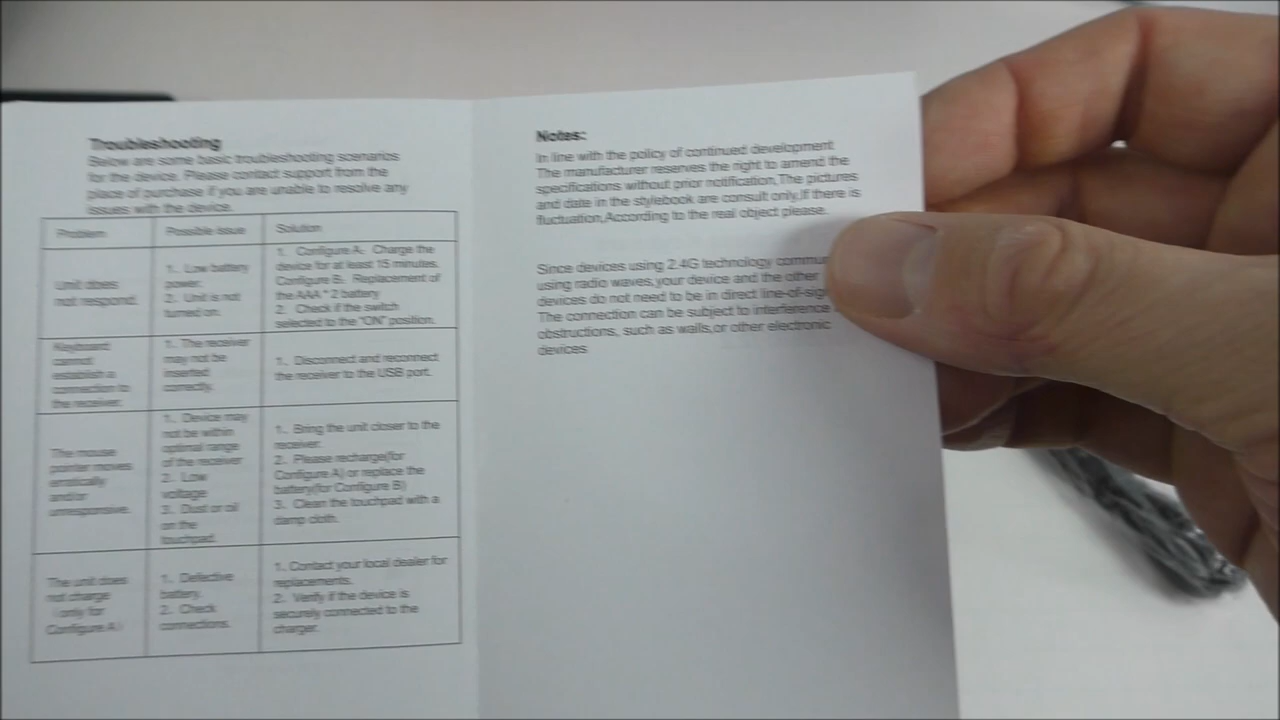 Troubleshooting
Below are some basic troubleshooting scenarios
for the device. Please contact support from the
place of purchase if you are unable to resolve any
issues with the device.
Problem
Possible issue
Solution
Unit does
not respond.
1. Low battery
power.
2. Unit is not
turned on.
1. Configure A: Charge the
device for at least 15 minutes.
Configure B: Replacement of
the AAA * 2 battery
2. Check if the switch
selected to the "ON" position.
Keyboard
cannot
establish a
connection to
the receiver.
1. The receiver
may not be
inserted
correctly.
1. Disconnect and reconnect
the receiver to the USB port.
The mouse
pointer moves
erratically
and/or
unresponsive.
1. Device may
not be within
optimal range
of the receiver
2. Low
voltage
3. Dust or oil
on the
touchpad.
1. Bring the unit closer to the
receiver.
2. Please recharge(for
Configure A) or replace the
battery(for Configure B)
3. Clean the touchpad with a
damp cloth.
The unit does
not charge
( only for
Configure A )
1. Defective
battery.
2. Check
connections.
1. Contact your local dealer for
replacements.
2. Verify if the device is
securely connected to the
charger.
Notes:
In line with the policy of continued development
The manufacturer reserves the right to amend the
specifications without prior notification,The pictures
and date in the stylebook are consult only,If there is
fluctuation,According to the real object please.
Since devices using 2.4G technology commu
using radio waves,your device and the other
devices do not need to be in direct line-of-sig
The connection can be subject to interference
obstructions, such as walls,or other electronic
devices